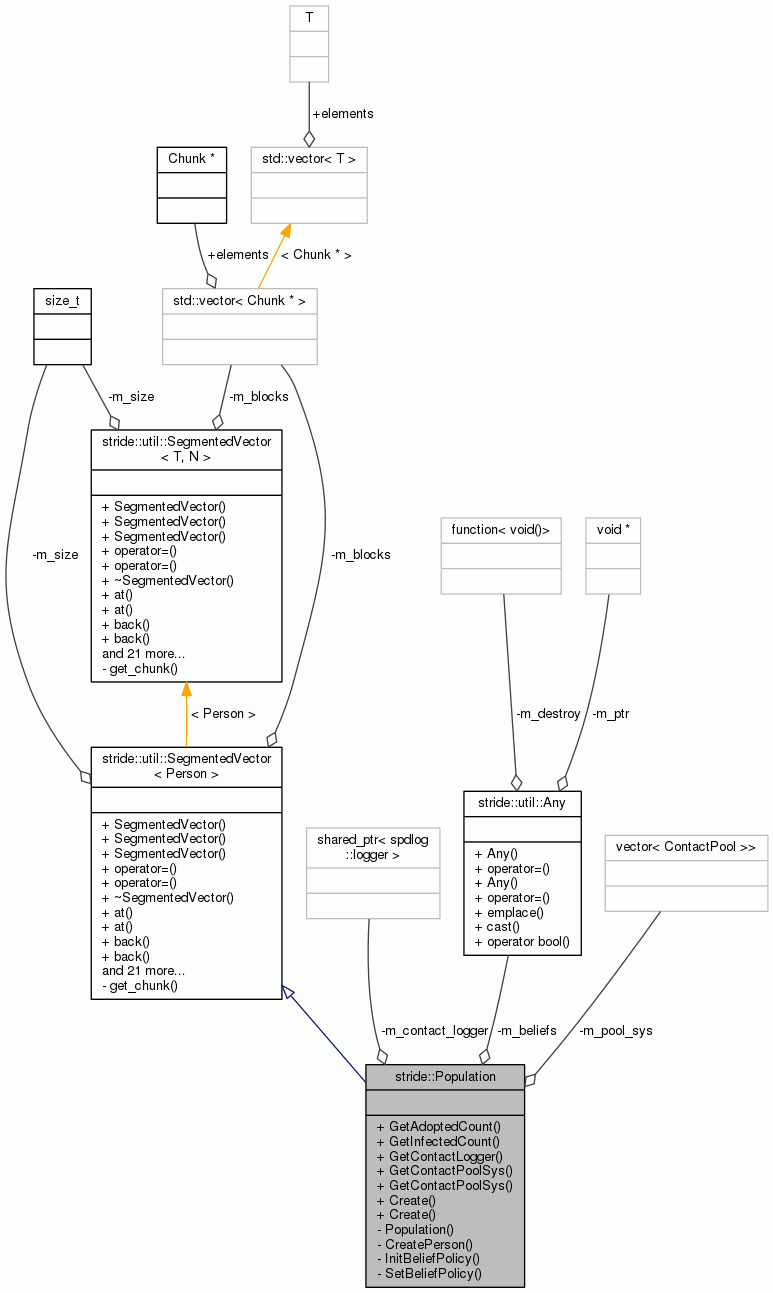 T
+elements
Chunk *
std::vector< T >
+elements
< Chunk * >
size_t
std::vector< Chunk * >
-m_size
-m_blocks
stride::util::SegmentedVector
< T, N >
+ SegmentedVector()
+ SegmentedVector()
+ SegmentedVector()
+ operator=()
+ operator=()
+ ~SegmentedVector()
+ at()
+ at()
+ back()
+ back()
and 21 more...
- get_chunk()
-m_size
-m_blocks
function< void()>
void *
< Person >
-m_destroy
-m_ptr
stride::util::SegmentedVector
< Person >
+ SegmentedVector()
+ SegmentedVector()
+ SegmentedVector()
+ operator=()
+ operator=()
+ ~SegmentedVector()
+ at()
+ at()
+ back()
+ back()
and 21 more...
- get_chunk()
shared_ptr< spdlog
::logger >
stride::util::Any
+ Any()
+ operator=()
+ Any()
+ operator=()
+ emplace()
+ cast()
+ operator bool()
vector< ContactPool >>
-m_contact_logger
-m_beliefs
-m_pool_sys
stride::Population
+ GetAdoptedCount()
+ GetInfectedCount()
+ GetContactLogger()
+ GetContactPoolSys()
+ GetContactPoolSys()
+ Create()
+ Create()
- Population()
- CreatePerson()
- InitBeliefPolicy()
- SetBeliefPolicy()